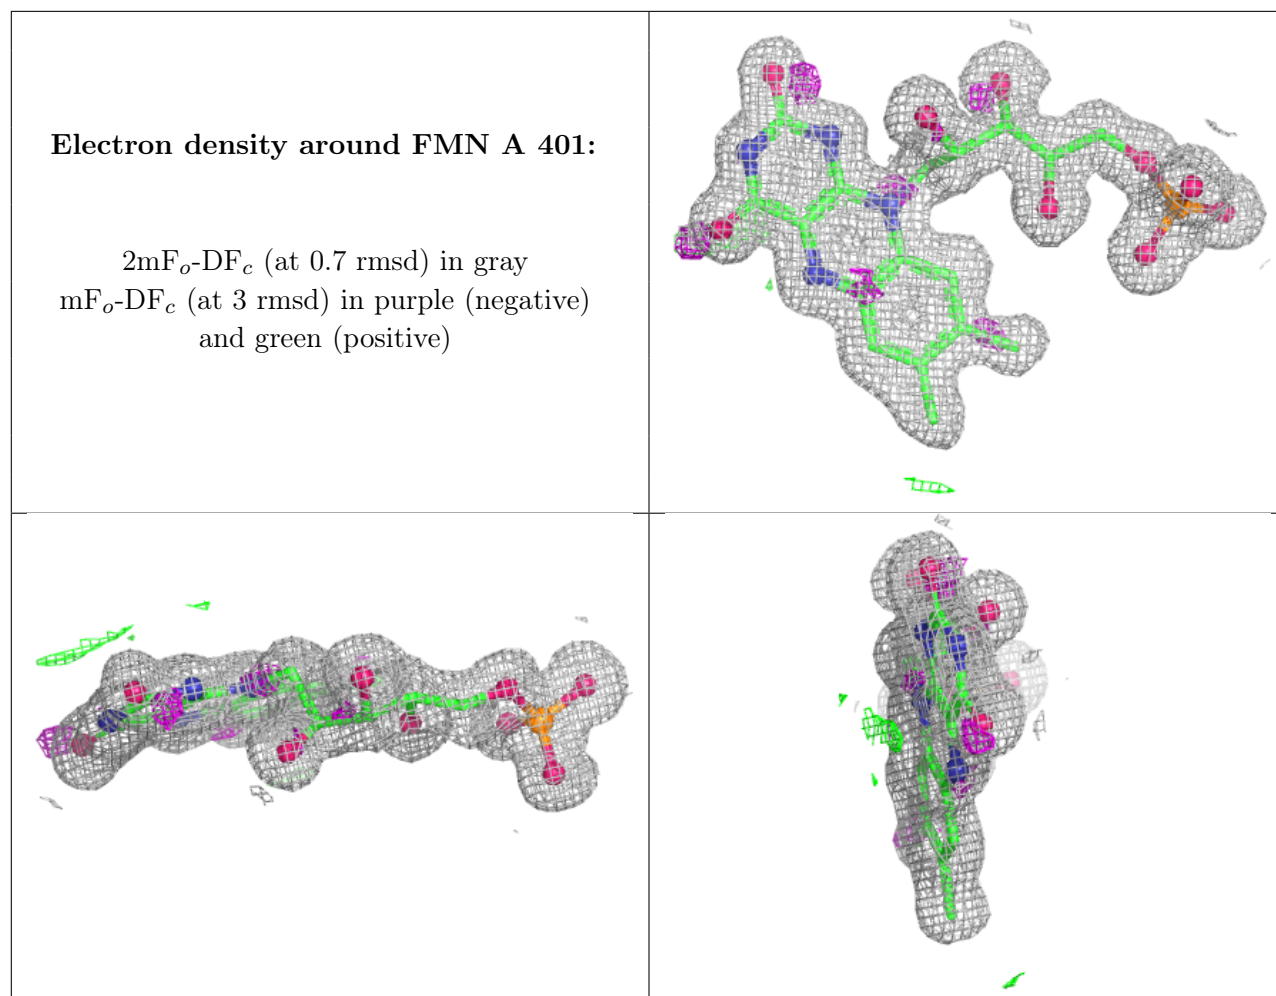 Electron density around FMN A 401:
2mFo-DFc (at 0.7 rmsd) in gray
mFo-DFc (at 3 rmsd) in purple (negative)
and green (positive)